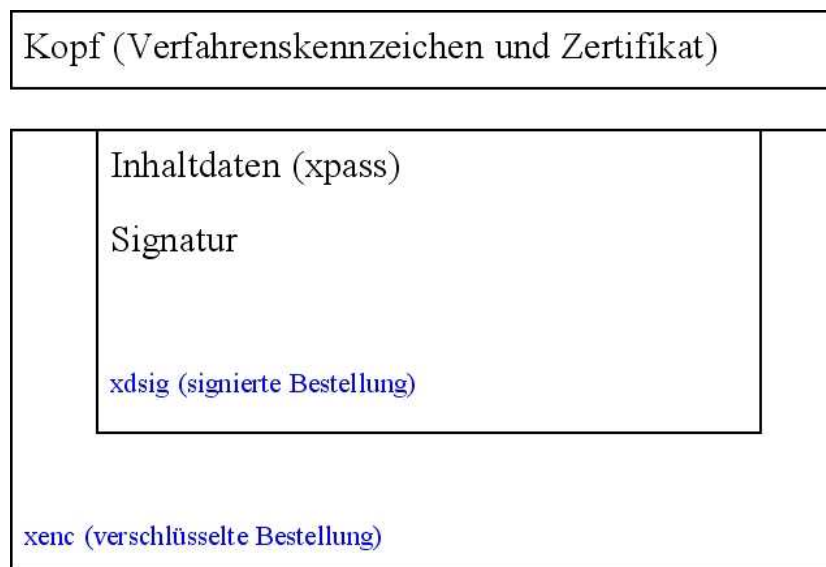 Kopf (Verfahrenskennzeichen und Zertifikat)
Inhaltdaten (xpass)
Signatur
xdsig (signierte Bestellung)
xenc (verschlüsselte Bestellung)